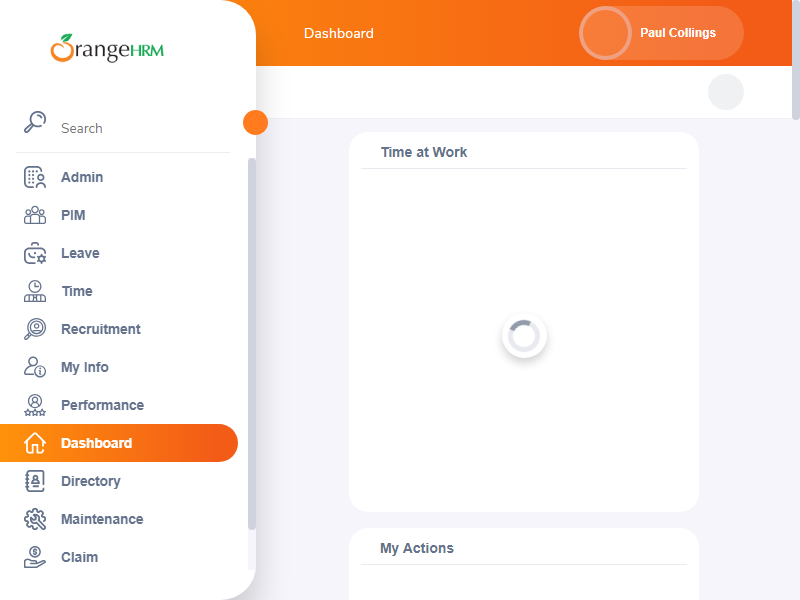 OrangeHRM
Dashboard
Paul Collings
Search
Admin
PIM
Leave
Time
Recruitment
My Info
Performance
Dashboard
Directory
Maintenance
Claim
Time at Work
My Actions